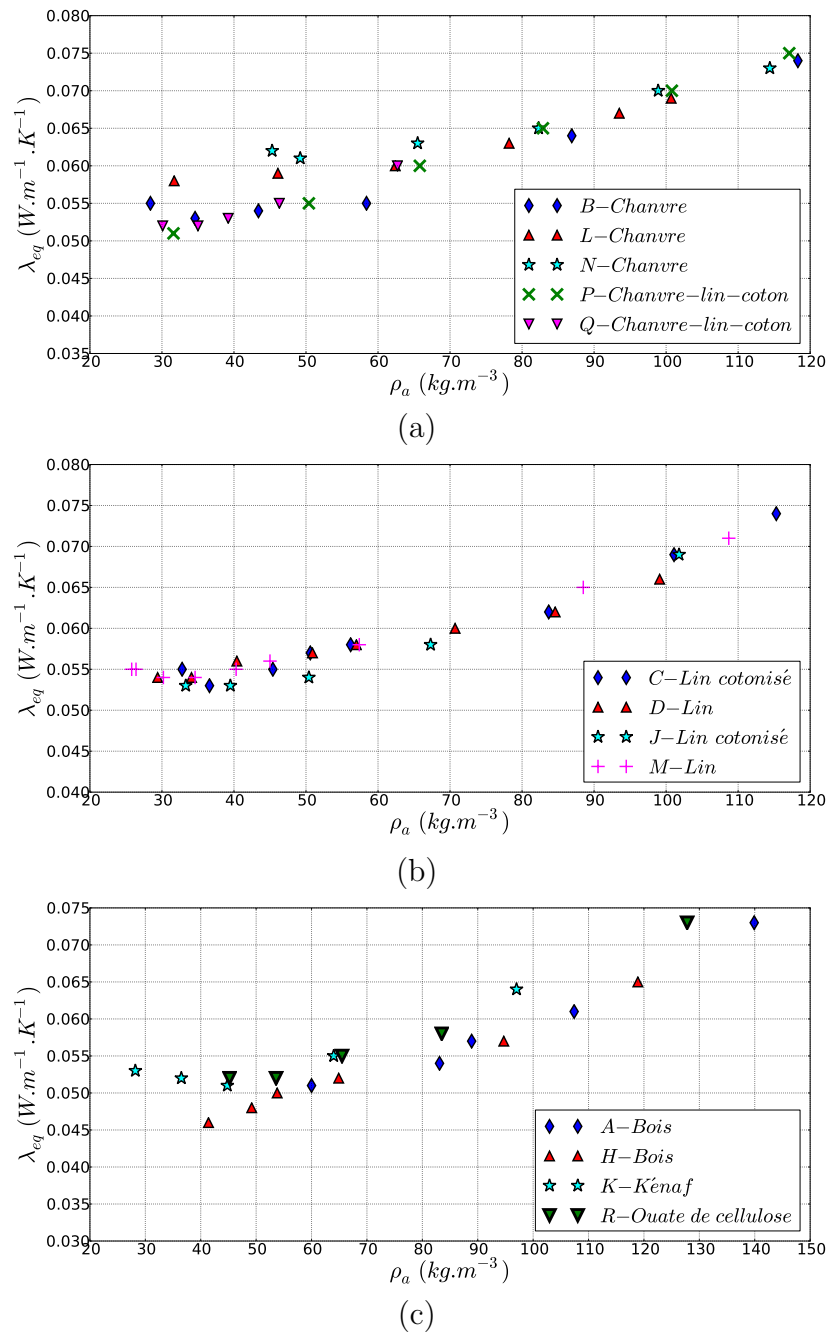 0.080
0.075
0.070
0.065
0.060
0.055
0.050
0.045
0.040
0.035
λ_eq (W.m⁻¹.K⁻¹)
20 30 40 50 60 70 80 90 100 110 120
ρ_a (kg.m⁻³)
B−Chanvre
L−Chanvre
N−Chanvre
P−Chanvre−lin−coton
Q−Chanvre−lin−coton
(a)
0.080
0.075
0.070
0.065
0.060
0.055
0.050
0.045
0.040
λ_eq (W.m⁻¹.K⁻¹)
20 30 40 50 60 70 80 90 100 110 120
ρ_a (kg.m⁻³)
C−Lin cotonisé
D−Lin
J−Lin cotonisé
M−Lin
(b)
0.075
0.070
0.065
0.060
0.055
0.050
0.045
0.040
0.035
0.030
λ_eq (W.m⁻¹.K⁻¹)
20 30 40 50 60 70 80 90 100 110 120 130 140 150
ρ_a (kg.m⁻³)
A−Bois
H−Bois
K−Kénaf
R−Ouate de cellulose
(c)